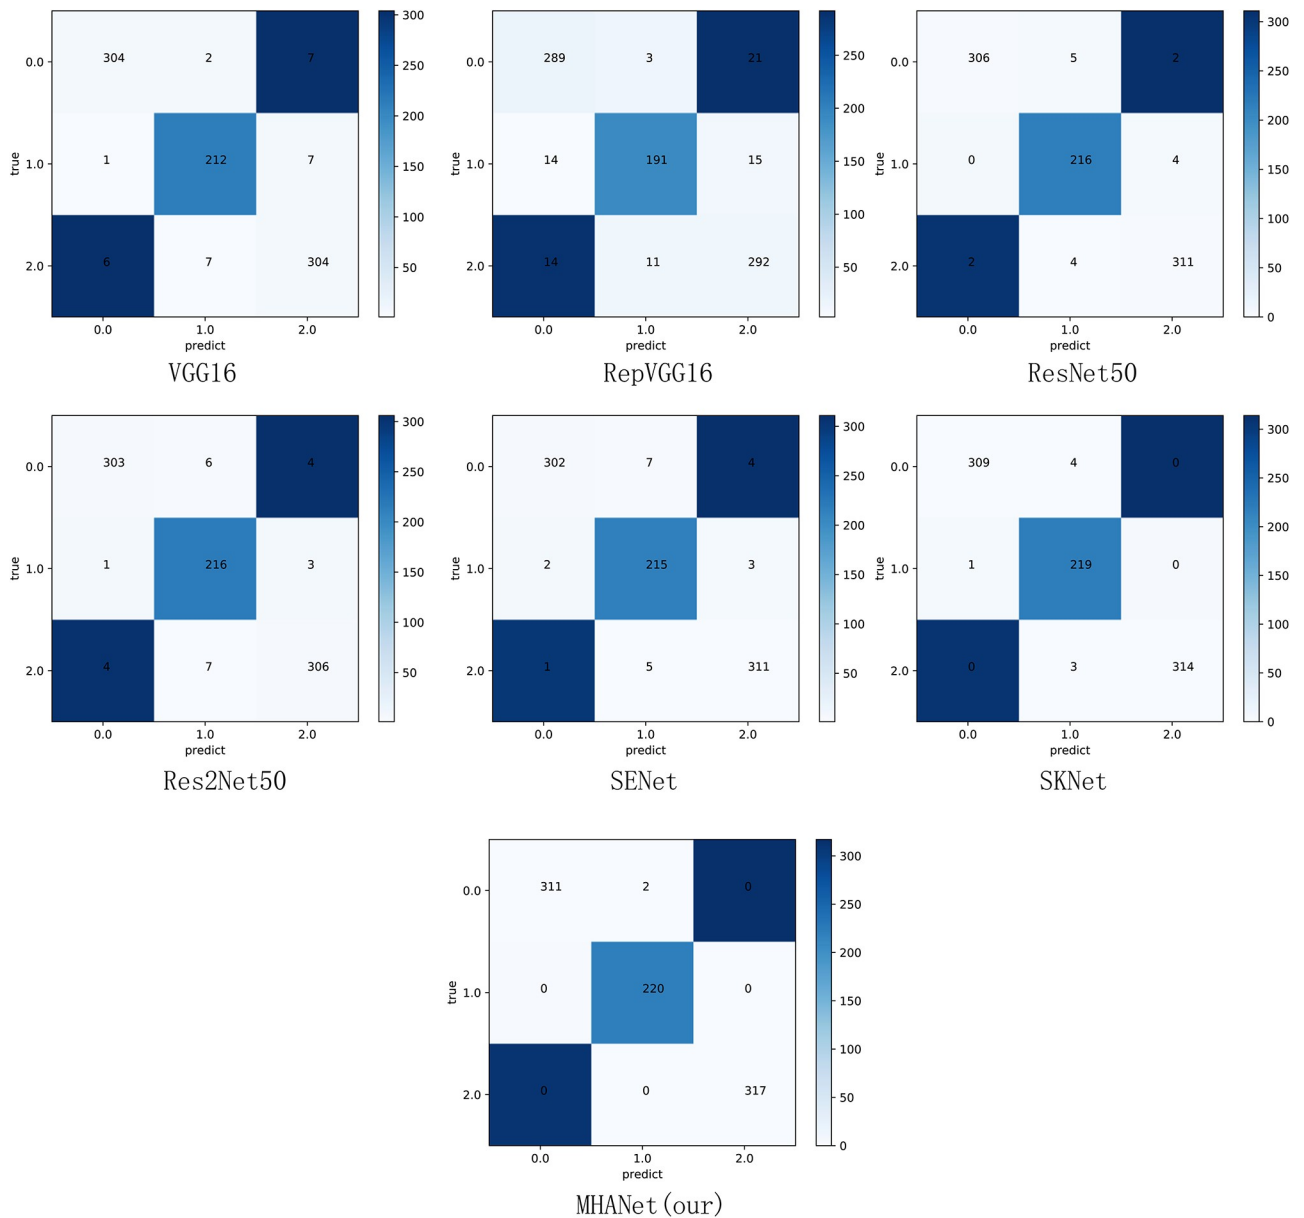 0.0 304 2 7
true 1.0 1 212 7
2.0 6 7 304
0.0 1.0 2.0
predict
300 250 200 150 100 50
VGG16
0.0 289 3 21
true 1.0 14 191 15
2.0 14 11 292
0.0 1.0 2.0
predict
250 200 150 100 50
RepVGG16
0.0 306 5 2
true 1.0 0 216 4
2.0 2 4 311
0.0 1.0 2.0
predict
300 250 200 150 100 50 0
ResNet50
0.0 303 6 4
true 1.0 1 216 3
2.0 4 7 306
0.0 1.0 2.0
predict
300 250 200 150 100 50
Res2Net50
0.0 302 7 4
true 1.0 2 215 3
2.0 1 5 311
0.0 1.0 2.0
predict
300 250 200 150 100 50
SENet
0.0 309 4 0
true 1.0 1 219 0
2.0 0 3 314
0.0 1.0 2.0
predict
300 250 200 150 100 50 0
SKNet
0.0 311 2 0
true 1.0 0 220 0
2.0 0 0 317
0.0 1.0 2.0
predict
300 250 200 150 100 50 0
MHANet(our)